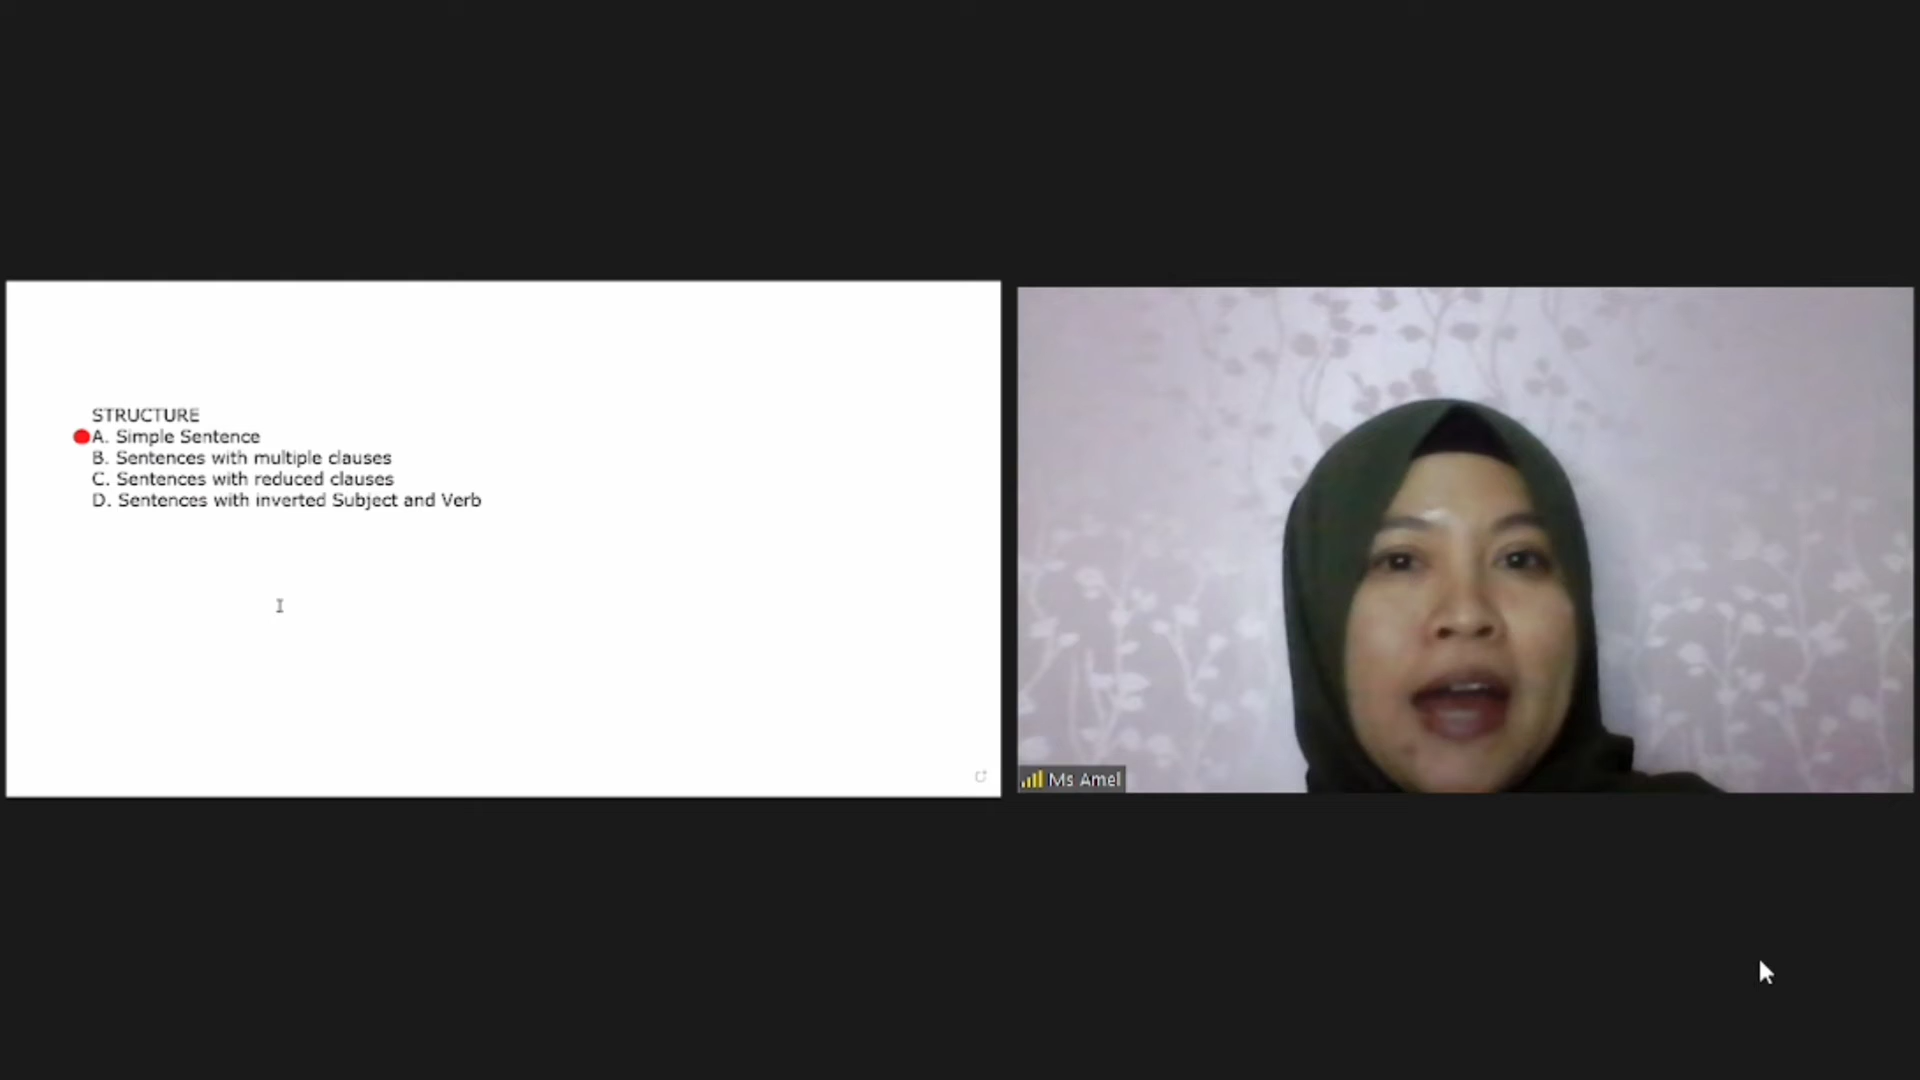 STRUCTURE
A. Simple Sentence
B. Sentences with multiple clauses
C. Sentences with reduced clauses
D. Sentences with inverted Subject and Verb
Ms Amel